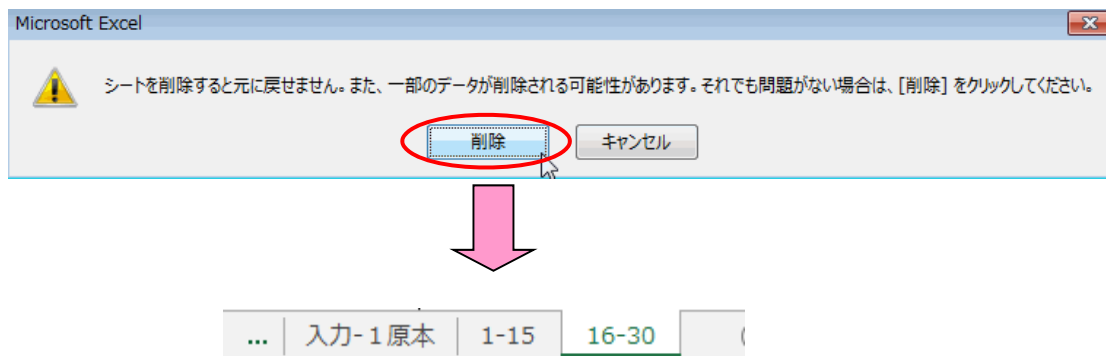 Microsoft Excel
シートを削除すると元に戻せません。また、一部のデータが削除される可能性があります。それでも問題がない場合は、[削除] をクリックしてください。
削除 キャンセル
... 入力-１原本 1-15 16-30